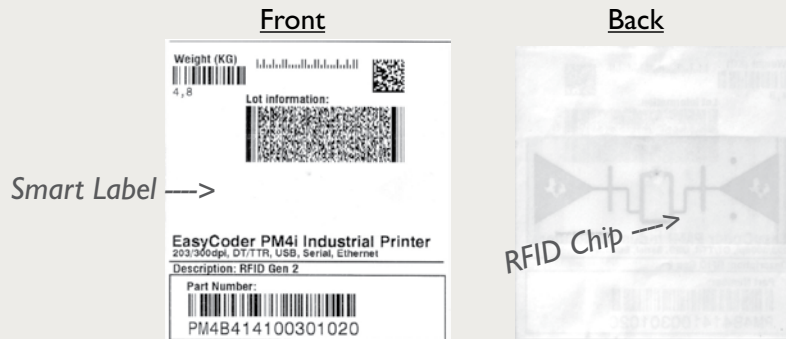 Front
Back
Weight (KG)
4,8
Lot information:
Smart Label ---->
EasyCoder PM4i Industrial Printer
203/300dpi, DT/TTR, USB, Serial, Ethernet
Description: RFID Gen 2
Part Number:
PM4B414100301020
RFID Chip ---->